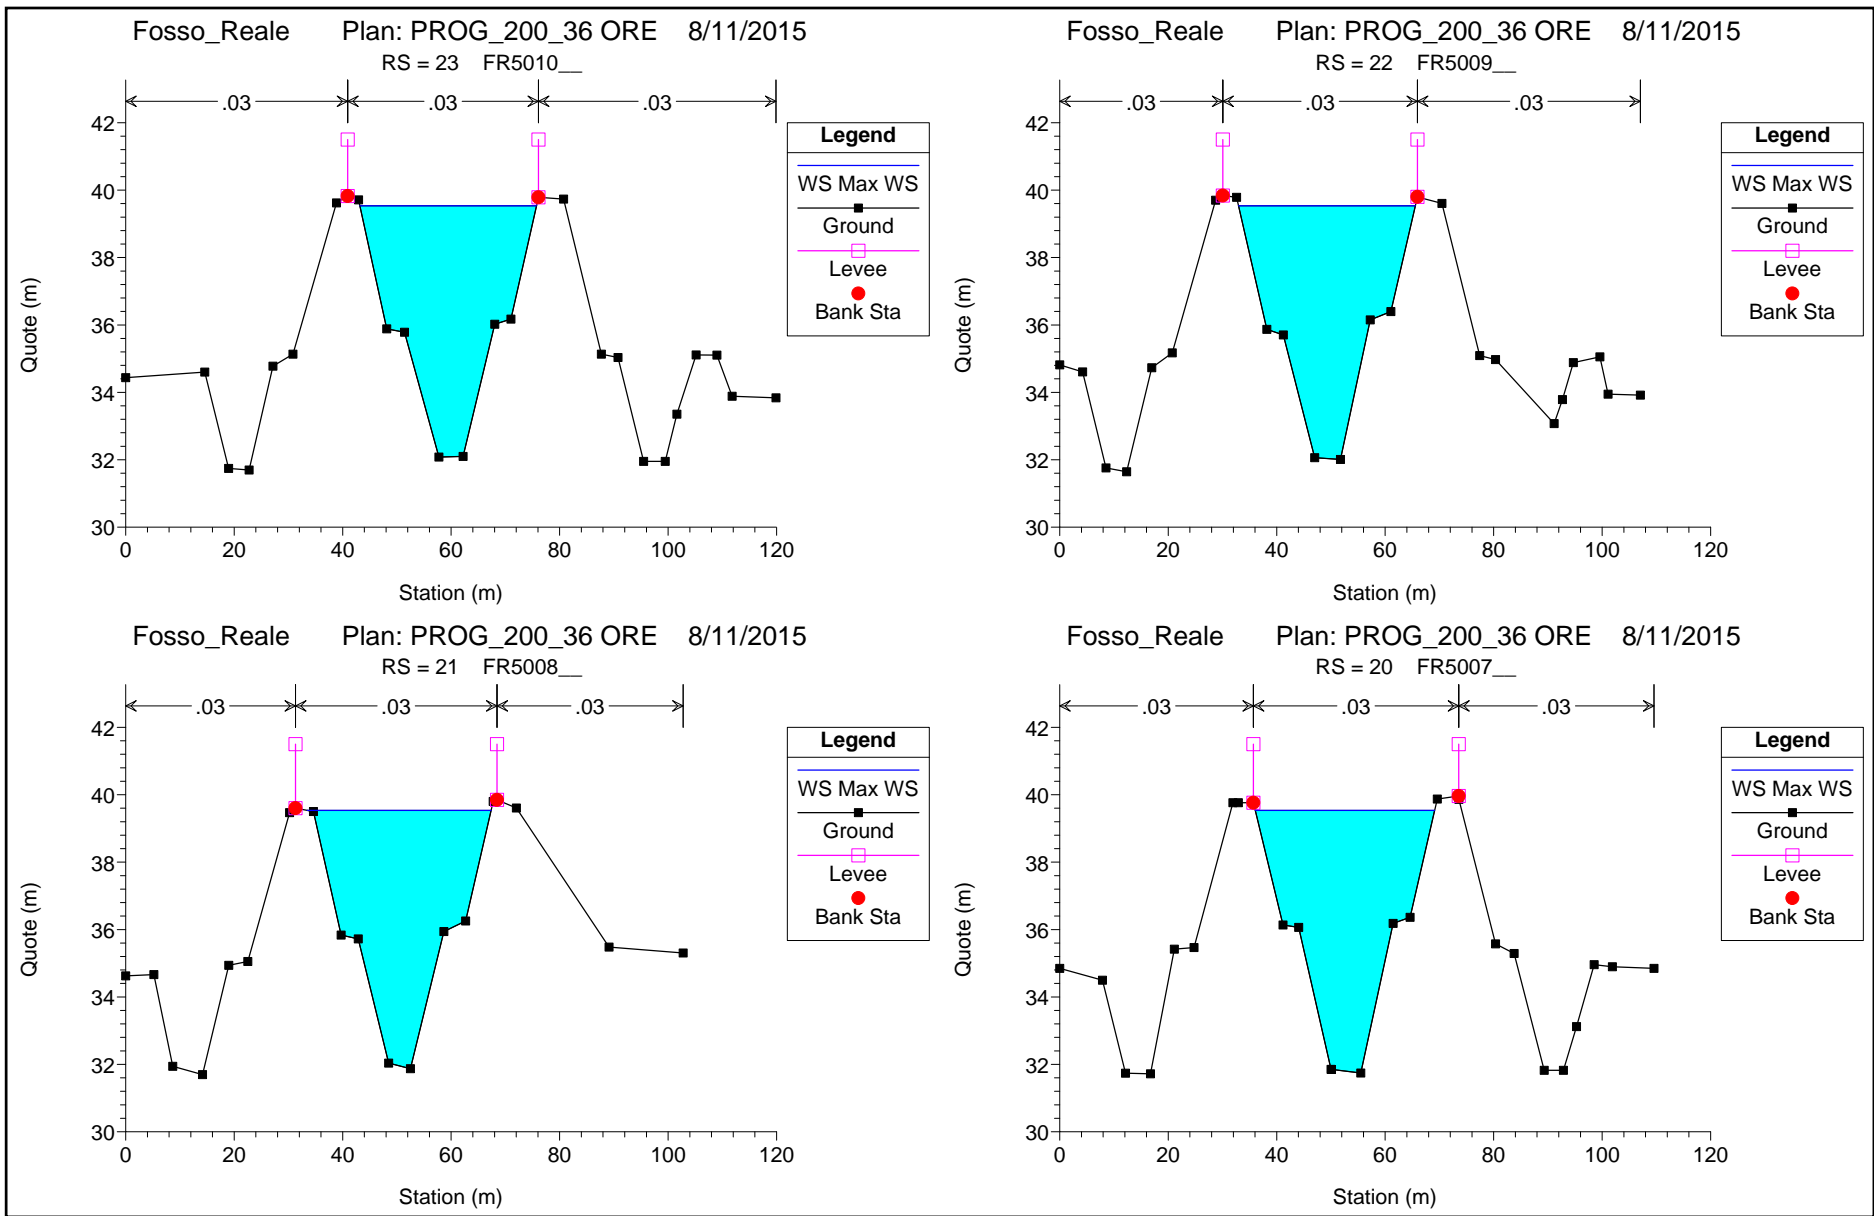 Fosso_Reale Plan: PROG_200_36 ORE 8/11/2015
RS = 23 FR5010__
.03 .03 .03
42
40
38
36
34
32
30
0 20 40 60 80 100 120
Quote (m)
Station (m)
Legend
WS Max WS
Ground
Levee
Bank Sta
Fosso_Reale Plan: PROG_200_36 ORE 8/11/2015
RS = 22 FR5009__
.03 .03 .03
42
40
38
36
34
32
30
0 20 40 60 80 100 120
Quote (m)
Station (m)
Legend
WS Max WS
Ground
Levee
Bank Sta
Fosso_Reale Plan: PROG_200_36 ORE 8/11/2015
RS = 21 FR5008__
.03 .03 .03
42
40
38
36
34
32
30
0 20 40 60 80 100 120
Quote (m)
Station (m)
Legend
WS Max WS
Ground
Levee
Bank Sta
Fosso_Reale Plan: PROG_200_36 ORE 8/11/2015
RS = 20 FR5007__
.03 .03 .03
42
40
38
36
34
32
30
0 20 40 60 80 100 120
Quote (m)
Station (m)
Legend
WS Max WS
Ground
Levee
Bank Sta